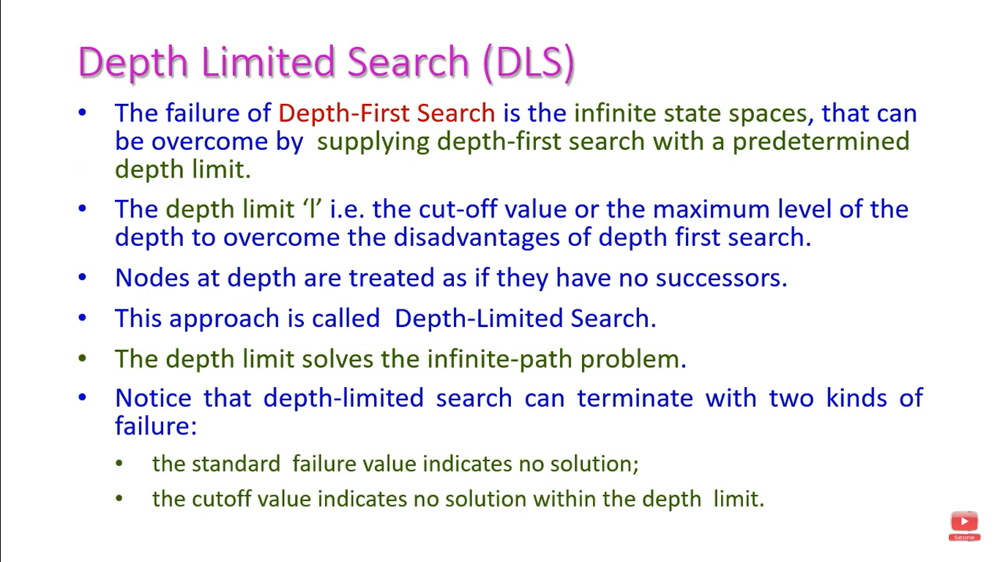 Depth Limited Search (DLS)
• The failure of Depth-First Search is the infinite state spaces, that can
be overcome by supplying depth-first search with a predetermined
depth limit.
• The depth limit ‘l’ i.e. the cut-off value or the maximum level of the
depth to overcome the disadvantages of depth first search.
• Nodes at depth are treated as if they have no successors.
• This approach is called Depth-Limited Search.
• The depth limit solves the infinite-path problem.
• Notice that depth-limited search can terminate with two kinds of
failure:
• the standard failure value indicates no solution;
• the cutoff value indicates no solution within the depth limit.
Subscribe